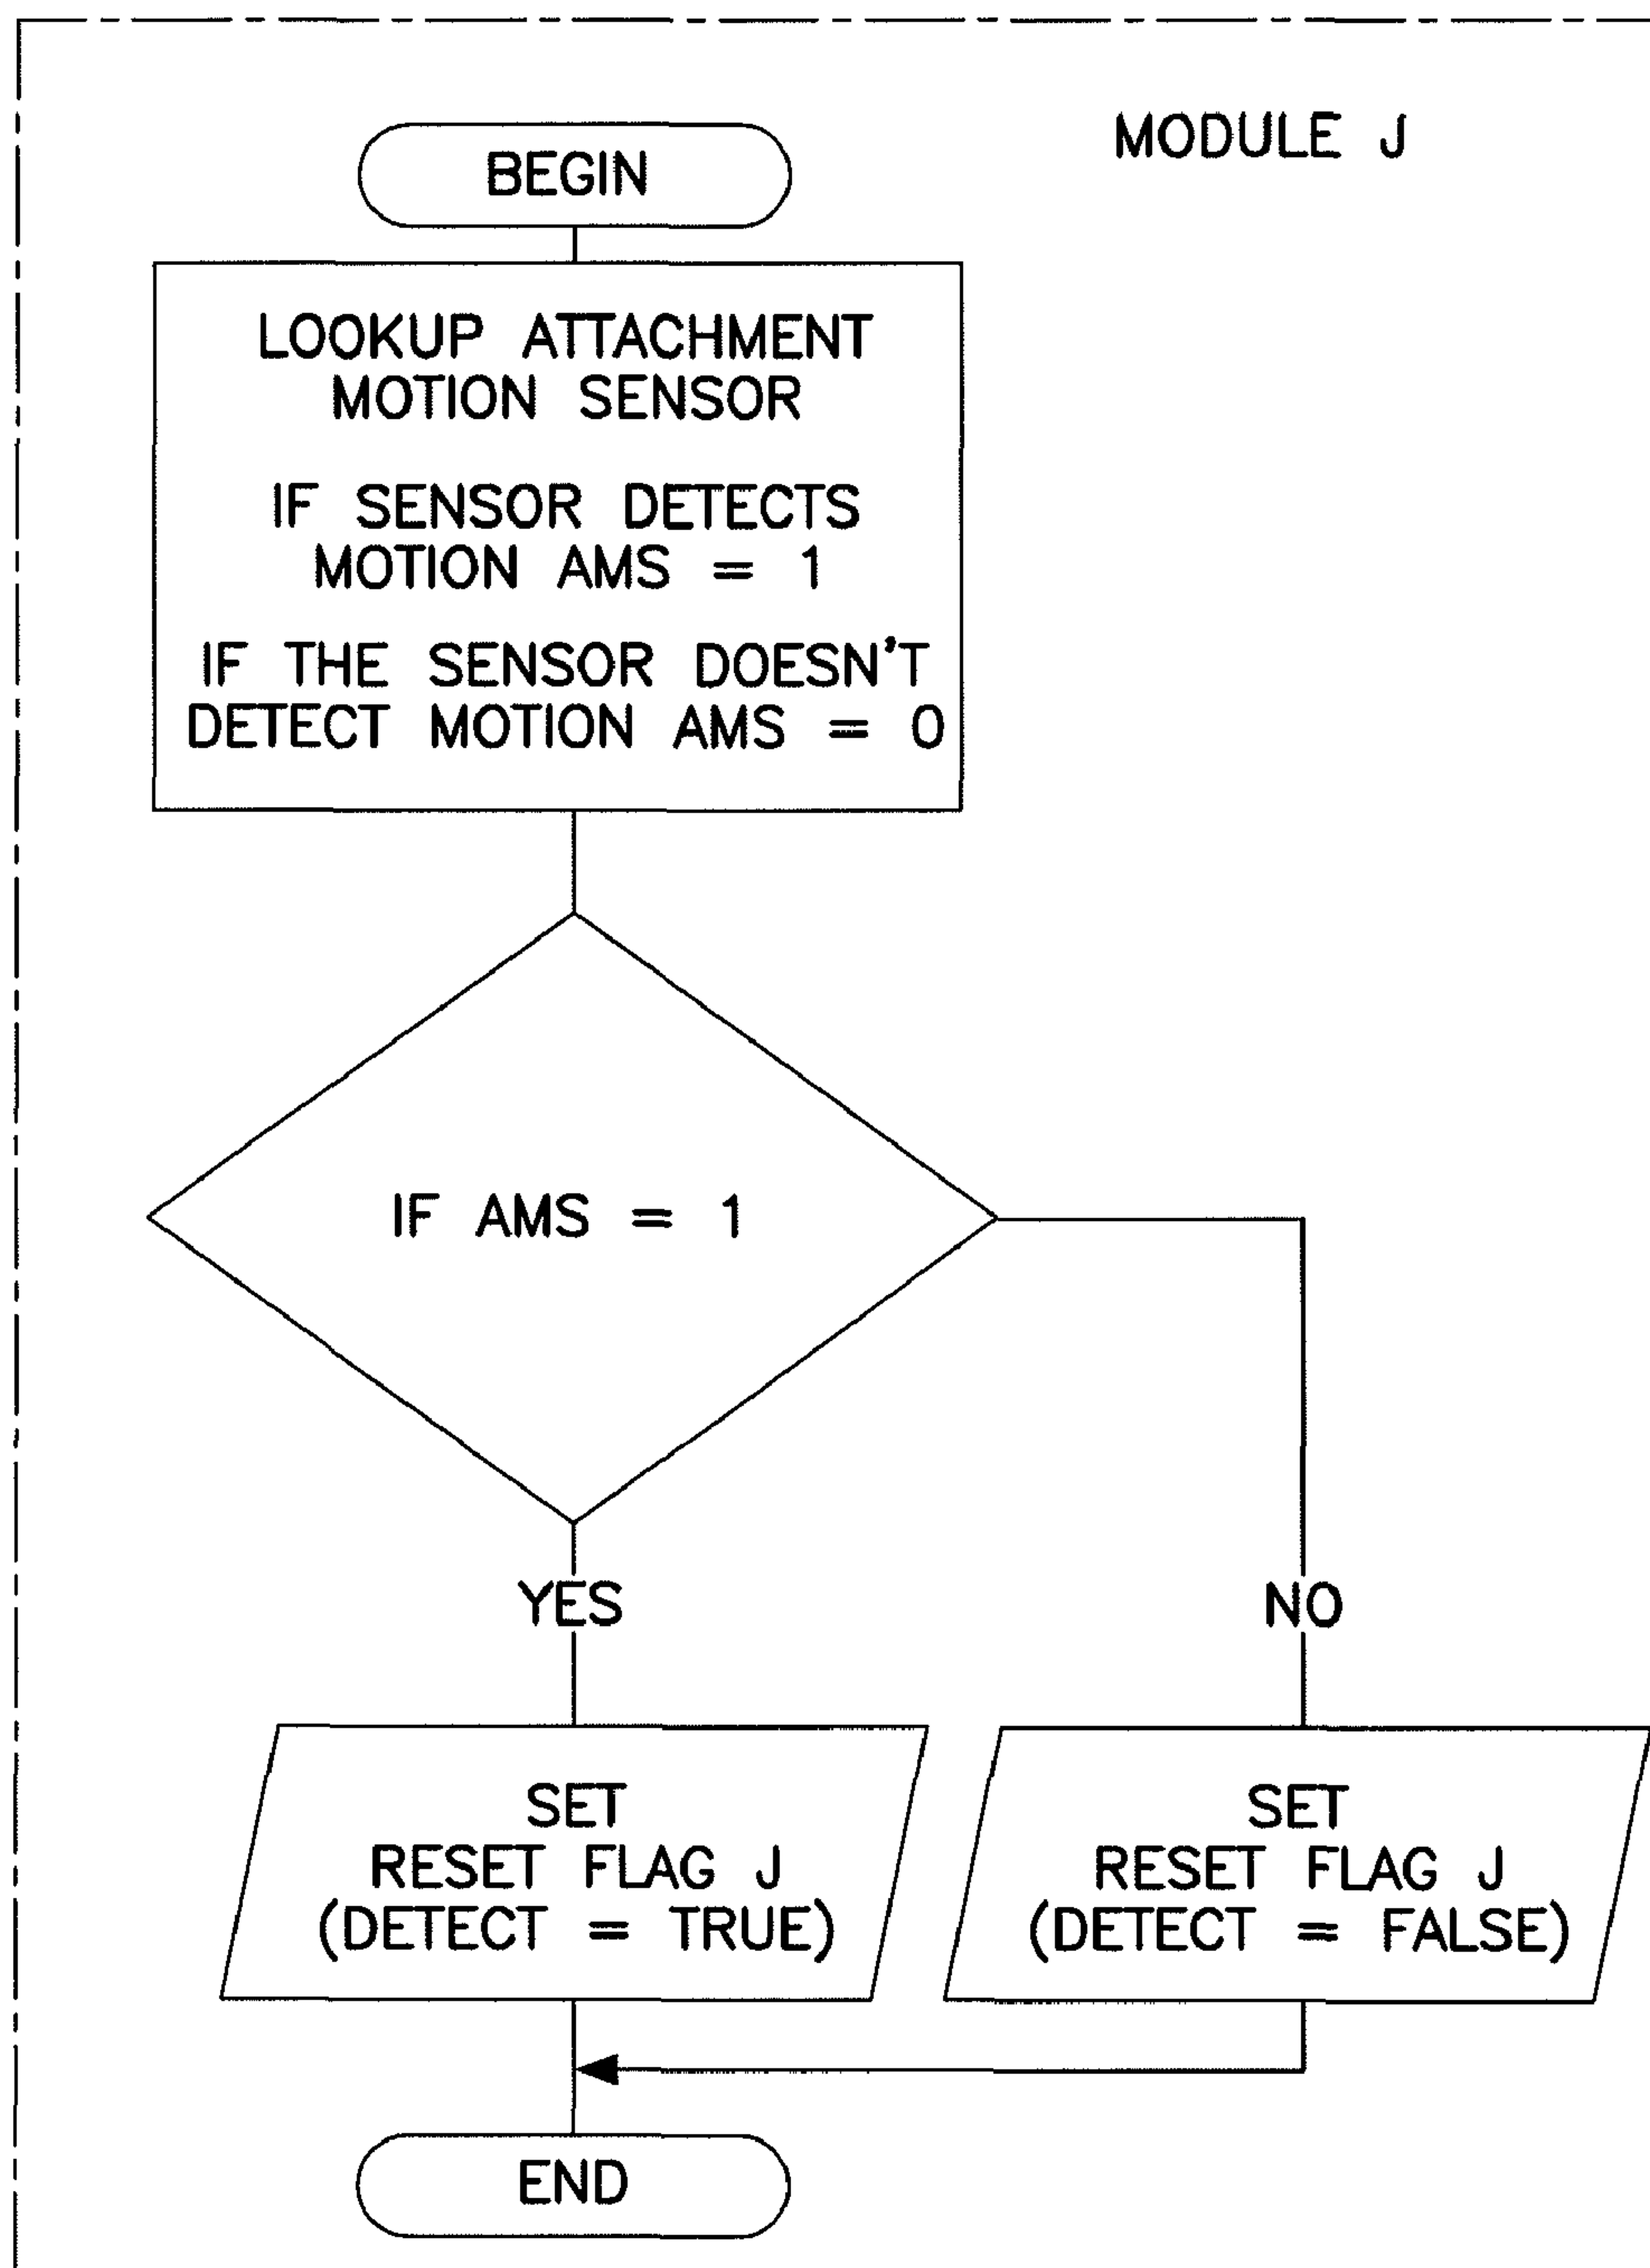 MODULE J
BEGIN
LOOKUP ATTACHMENT
MOTION SENSOR
IF SENSOR DETECTS
MOTION AMS = 1
IF THE SENSOR DOESN'T
DETECT MOTION AMS = 0
IF AMS = 1
YES
NO
SET
RESET FLAG J
(DETECT = TRUE)
SET
RESET FLAG J
(DETECT = FALSE)
END